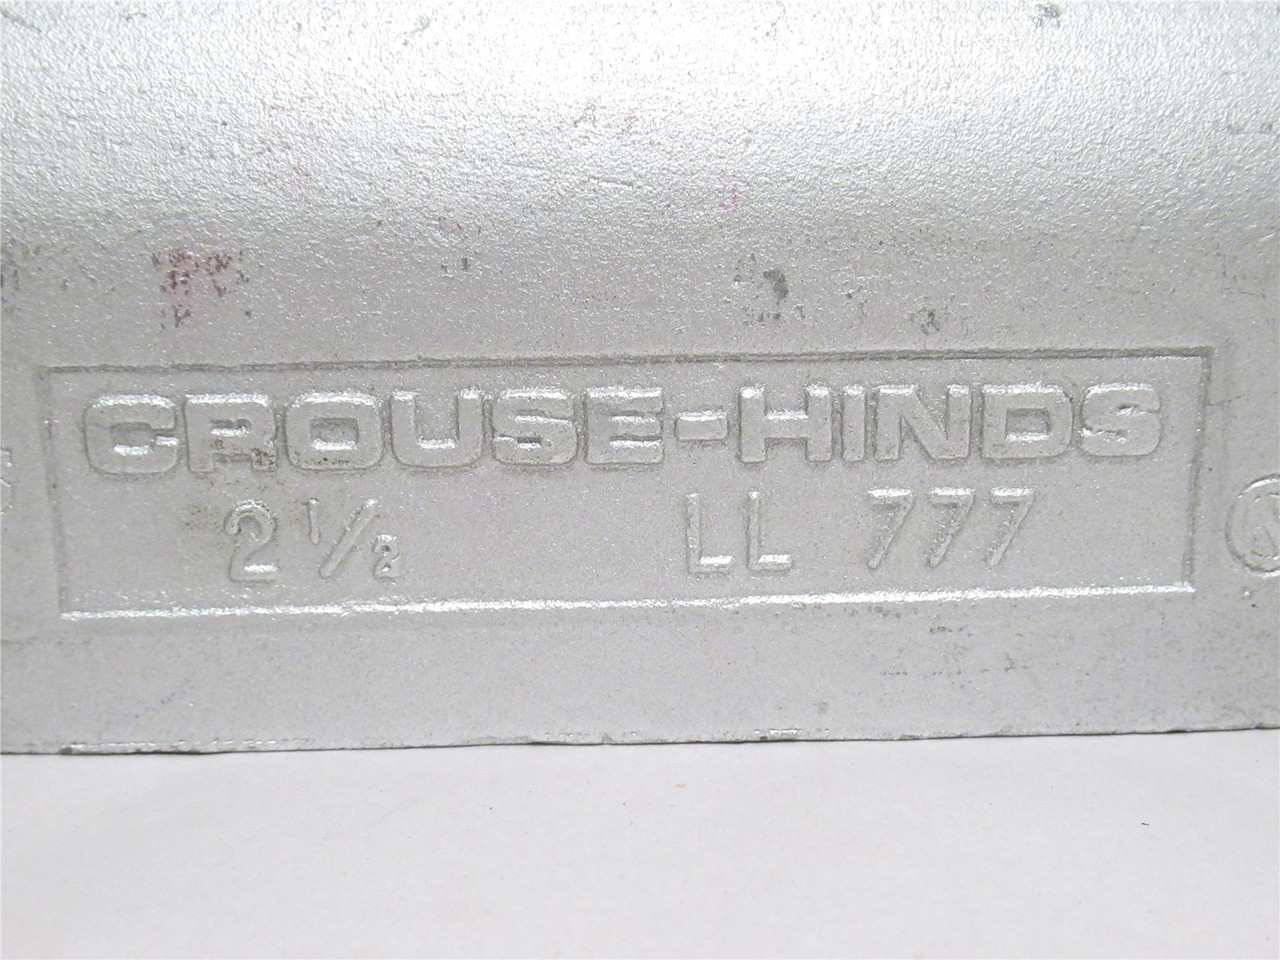 CROUSE-HINDS
2 1/2 LL 777